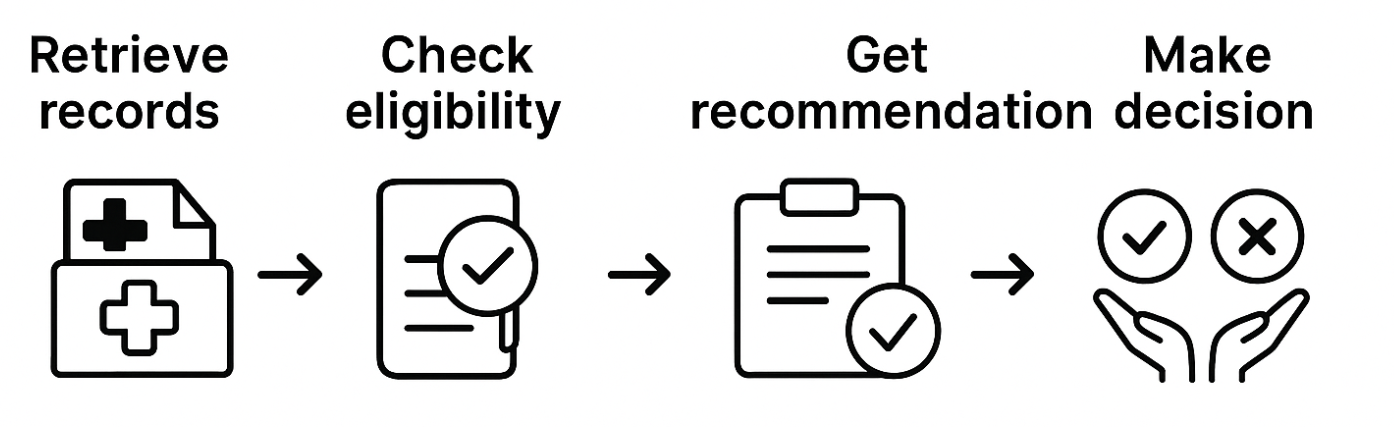 Retrieve
records
Check
eligibility
Get
recommendation
Make
decision